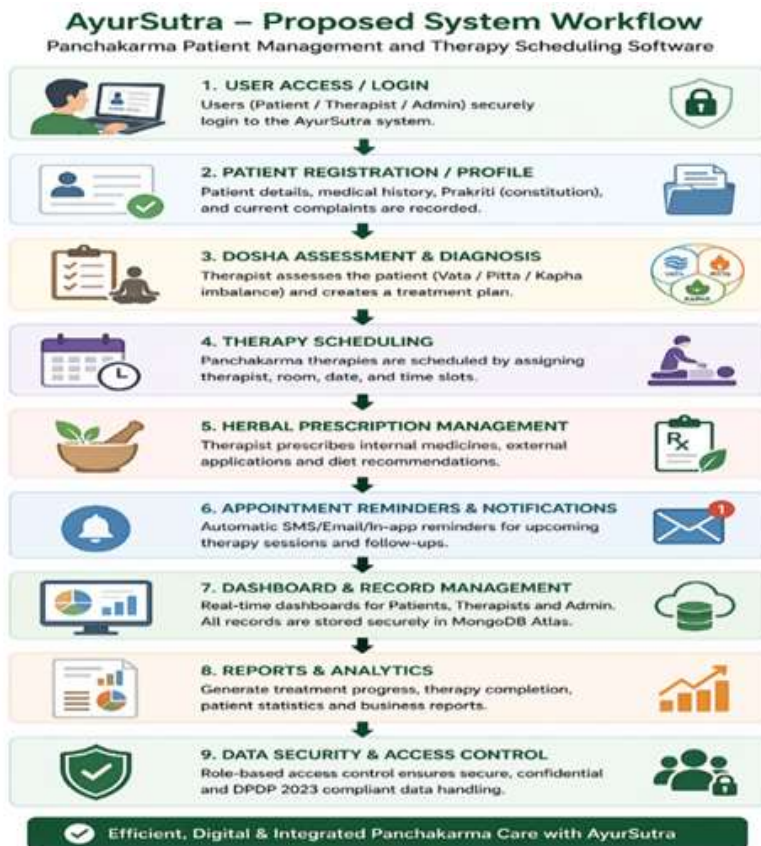 AyurSutra – Proposed System Workflow
Panchakarma Patient Management and Therapy Scheduling Software
1. USER ACCESS / LOGIN
Users (Patient / Therapist / Admin) securely
login to the AyurSutra system.
2. PATIENT REGISTRATION / PROFILE
Patient details, medical history, Prakriti (constitution),
and current complaints are recorded.
3. DOSHA ASSESSMENT & DIAGNOSIS
Therapist assesses the patient (Vata / Pitta / Kapha
imbalance) and creates a treatment plan.
VATA PITTA
KAPHA
4. THERAPY SCHEDULING
Panchakarma therapies are scheduled by assigning
therapist, room, date, and time slots.
5. HERBAL PRESCRIPTION MANAGEMENT
Therapist prescribes internal medicines, external
applications and diet recommendations.
Rx
6. APPOINTMENT REMINDERS & NOTIFICATIONS
Automatic SMS/Email/In-app reminders for upcoming
therapy sessions and follow-ups.
1
7. DASHBOARD & RECORD MANAGEMENT
Real-time dashboards for Patients, Therapists and Admin.
All records are stored securely in MongoDB Atlas.
8. REPORTS & ANALYTICS
Generate treatment progress, therapy completion,
patient statistics and business reports.
9. DATA SECURITY & ACCESS CONTROL
Role-based access control ensures secure, confidential
and DPDP 2023 compliant data handling.
Efficient, Digital & Integrated Panchakarma Care with AyurSutra